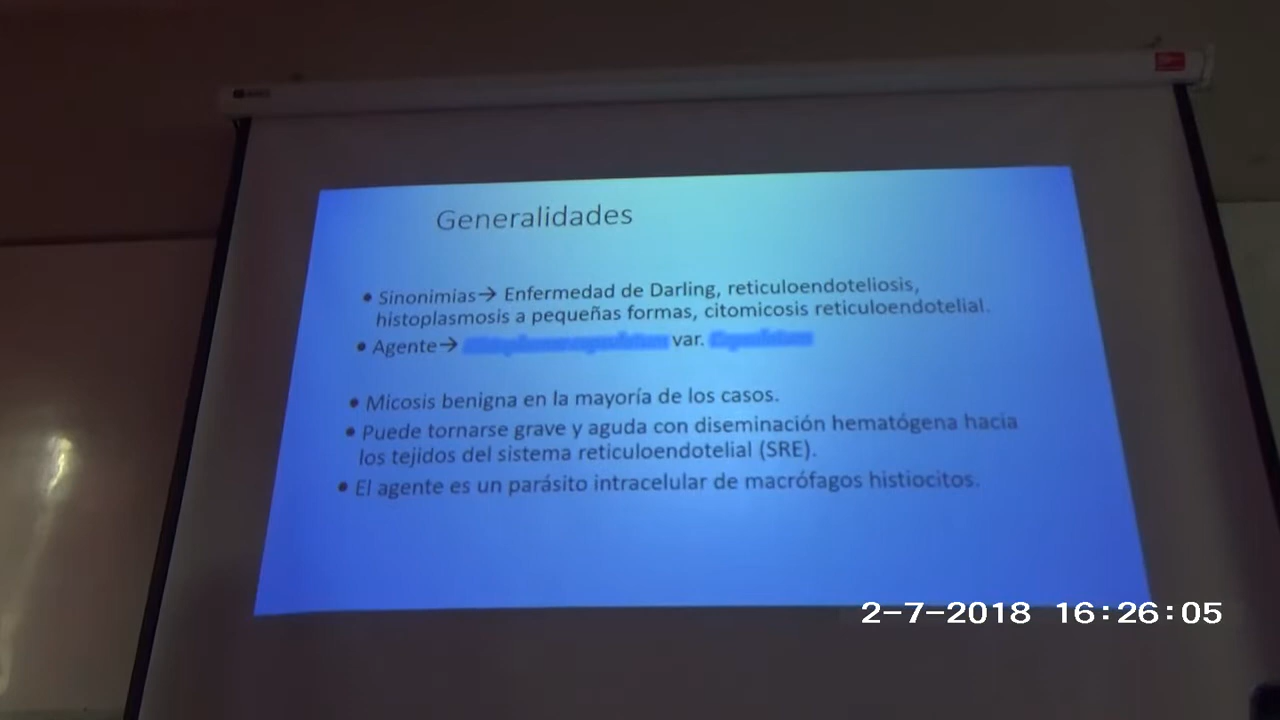 Generalidades
• Sinonimias→ Enfermedad de Darling, reticuloendoteliosis,
histoplasmosis a pequeñas formas, citomicosis reticuloendotelial.
• Agente→ var.
• Micosis benigna en la mayoría de los casos.
• Puede tornarse grave y aguda con diseminación hematógena hacia
los tejidos del sistema reticuloendotelial (SRE).
• El agente es un parásito intracelular de macrófagos histiocitos.
2-7-2018 16:26:05